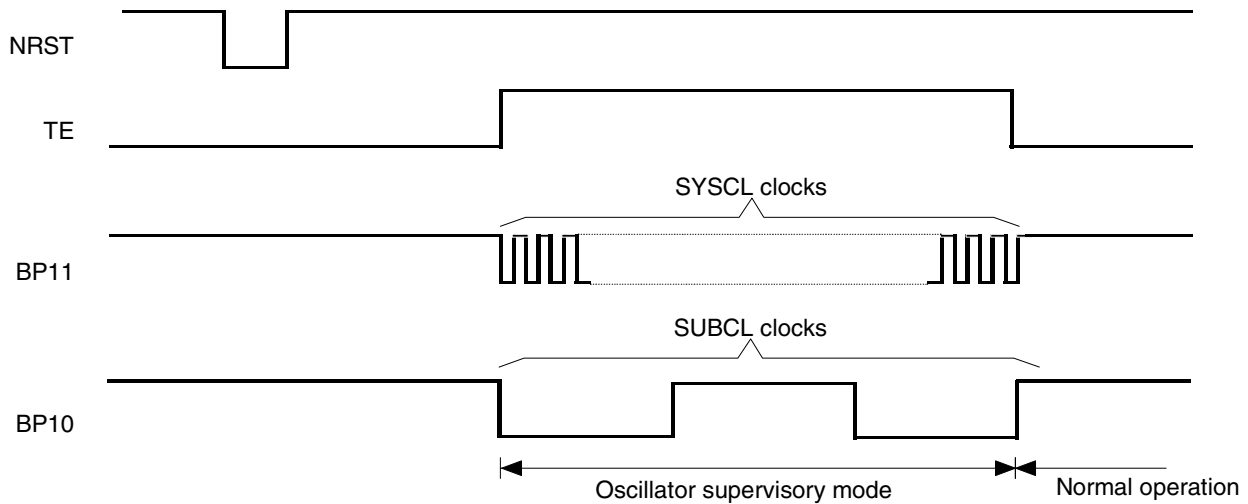 NRST
TE
SYSCL clocks
BP11
SUBCL clocks
BP10
Oscillator supervisory mode
Normal operation